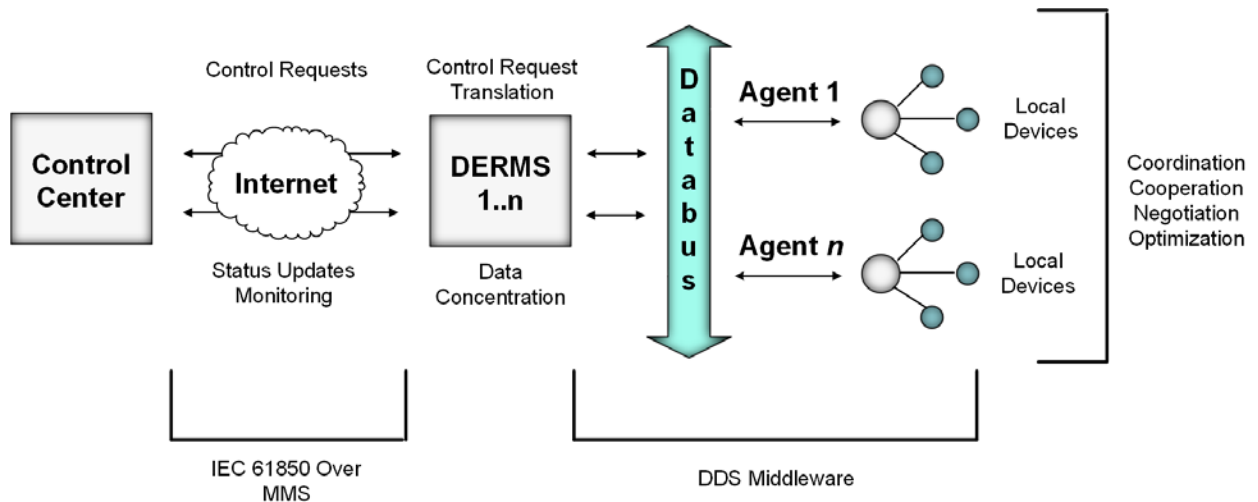 Control Requests
Control Center
Internet
Status Updates
Monitoring
Control Request
Translation
DERMS
1..n
Data
Concentration
Databus
Agent 1
Local
Devices
Agent n
Local
Devices
Coordination
Cooperation
Negotiation
Optimization
IEC 61850 Over
MMS
DDS Middleware